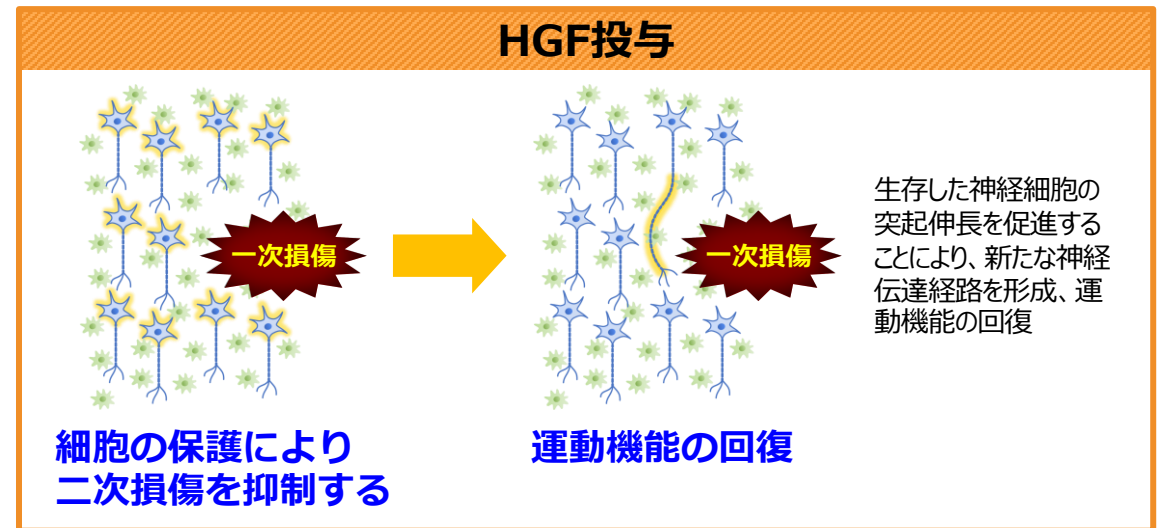 HGF投与
一次損傷
一次損傷
生存した神経細胞の
突起伸長を促進する
ことにより、新たな神経
伝達経路を形成、運
動機能の回復
細胞の保護により
二次損傷を抑制する
運動機能の回復